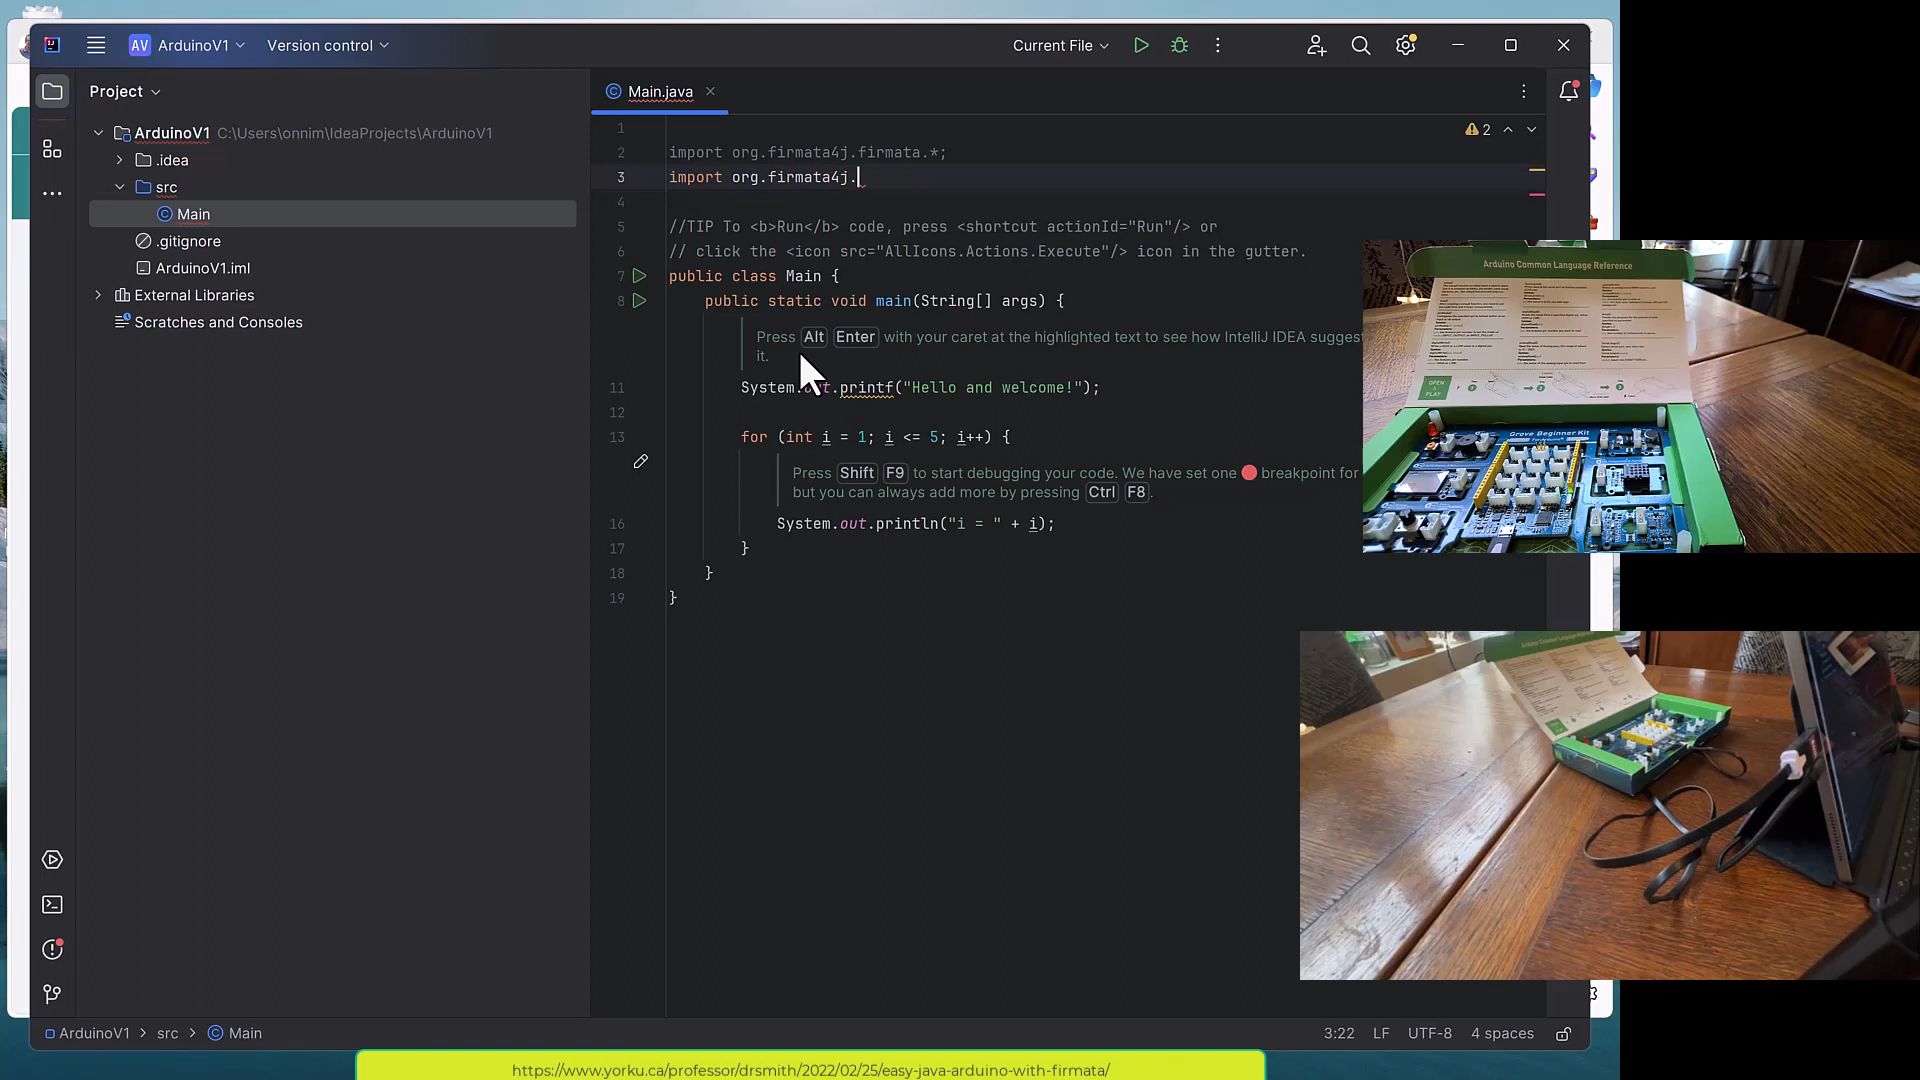 AV ArduinoV1 Version control Current File
Project
Main.java
ArduinoV1 C:\Users\onnim\IdeaProjects\ArduinoV1
.idea
src
Main
.gitignore
ArduinoV1.iml
External Libraries
Scratches and Consoles
2
1
2 import org.firmata4j.firmata.*;
3 import org.firmata4j.
4
5 //TIP To <b>Run</b> code, press <shortcut actionId="Run"/> or
6 // click the <icon src="AllIcons.Actions.Execute"/> icon in the gutter.
7 public class Main {
8 public static void main(String[] args) {
Press Alt Enter with your caret at the highlighted text to see how IntelliJ IDEA sugges
it.
11 System.out.printf("Hello and welcome!");
12
13 for (int i = 1; i <= 5; i++) {
Press Shift F9 to start debugging your code. We have set one breakpoint for
but you can always add more by pressing Ctrl F8.
16 System.out.println("i = " + i);
17 }
18 }
19 }
Arduino Common Language Reference
OPEN
PLAY
Grove Beginner Kit
ArduinoV1 > src > Main
3:22 LF UTF-8 4 spaces
https://www.yorku.ca/professor/drsmith/2022/02/25/easy-java-arduino-with-firmata/